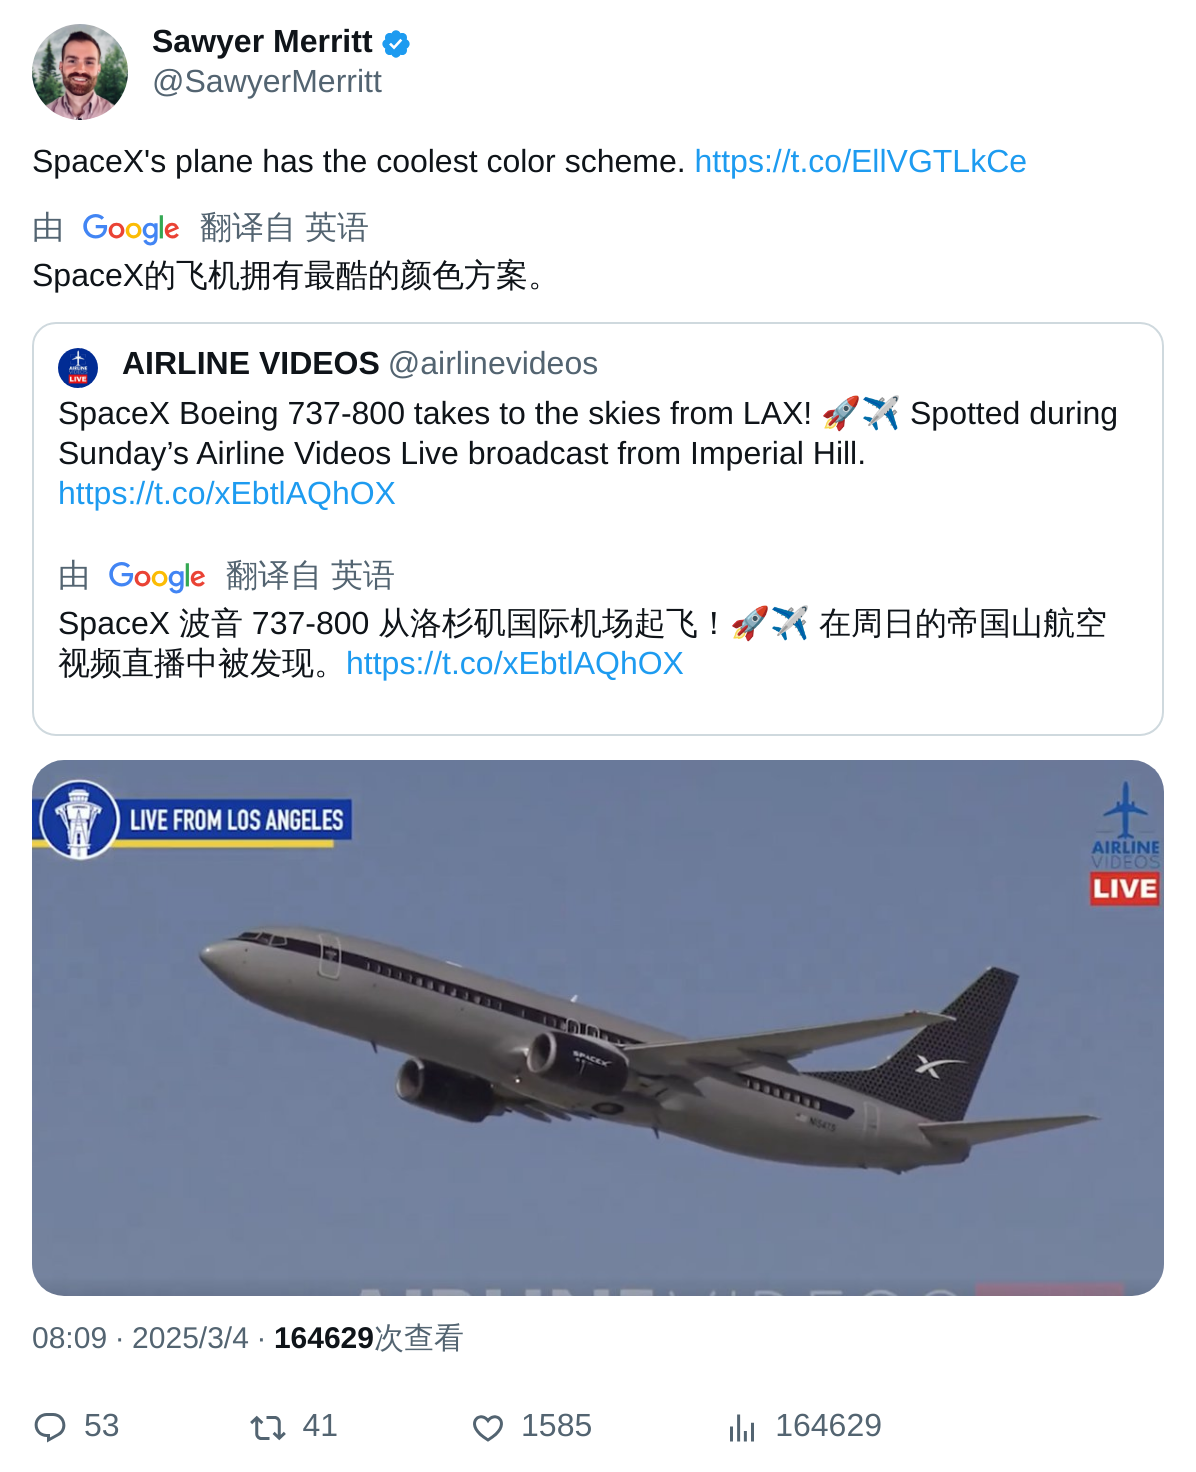 Sawyer Merritt
@SawyerMerritt
SpaceX's plane has the coolest color scheme. https://t.co/EllVGTLkCe
由 Google 翻译自 英语
SpaceX的飞机拥有最酷的颜色方案。
AIRLINE VIDEOS @airlinevideos
SpaceX Boeing 737-800 takes to the skies from LAX! 🚀✈️ Spotted during
Sunday’s Airline Videos Live broadcast from Imperial Hill.
https://t.co/xEbtlAQhOX
由 Google 翻译自 英语
SpaceX 波音 737-800 从洛杉矶国际机场起飞！🚀✈️ 在周日的帝国山航空
视频直播中被发现。https://t.co/xEbtlAQhOX
LIVE FROM LOS ANGELES
AIRLINE
VIDEOS
LIVE
SPACEX
AIRLINE VIDEOS
08:09 · 2025/3/4 · 164629次查看
53 41 1585 164629